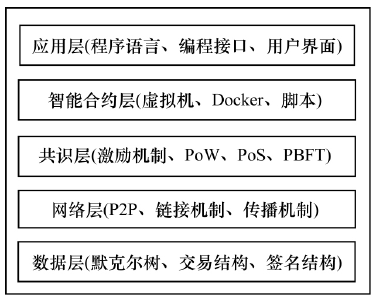 应用层(程序语言、编程接口、用户界面)
智能合约层(虚拟机、Docker、脚本)
共识层(激励机制、PoW、PoS、PBFT)
网络层(P2P、链接机制、传播机制)
数据层(默克尔树、交易结构、签名结构)